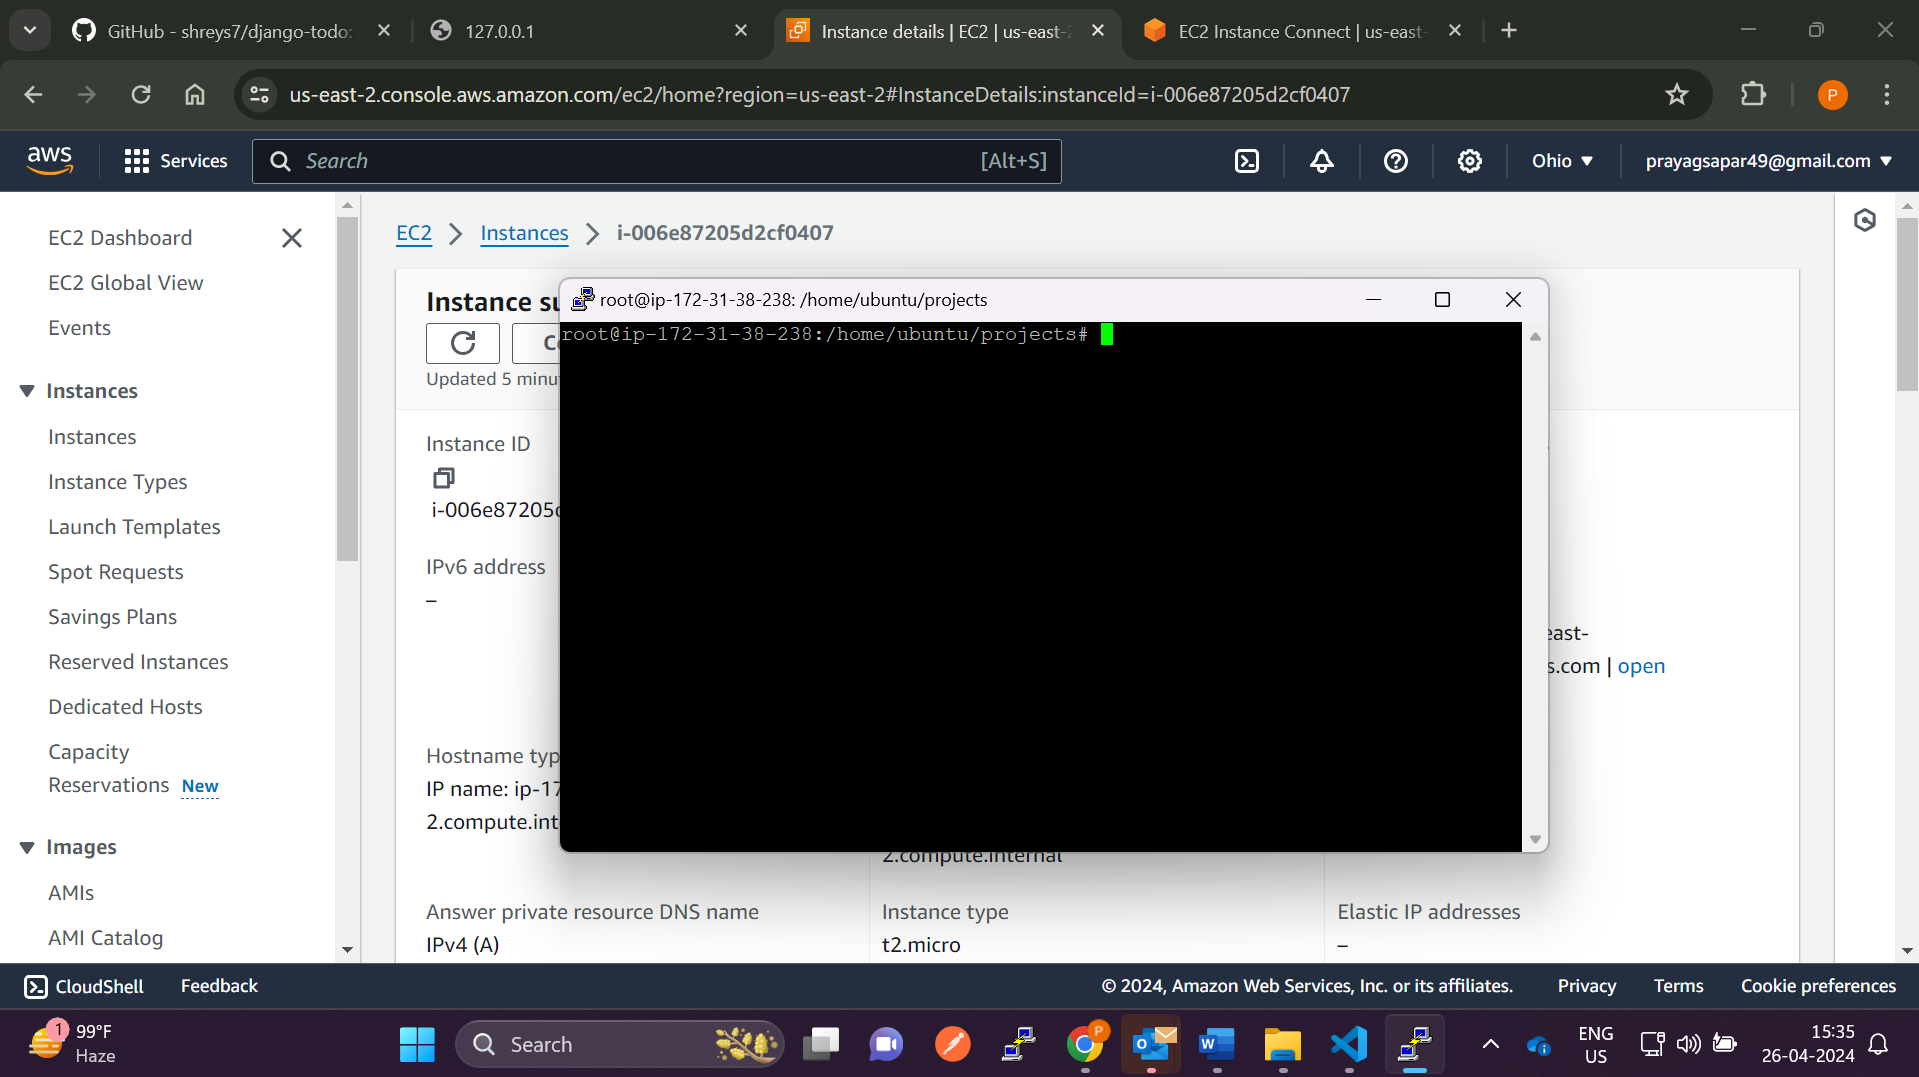 GitHub - shreys7/django-todo:
127.0.0.1
Instance details | EC2 | us-east-2
EC2 Instance Connect | us-east-
us-east-2.console.aws.amazon.com/ec2/home?region=us-east-2#InstanceDetails:instanceId=i-006e87205d2cf0407
P
aws
Services
Search
[Alt+S]
Ohio
prayagsapar49@gmail.com
EC2 Dashboard
EC2 Global View
Events
Instances
Instances
Instance Types
Launch Templates
Spot Requests
Savings Plans
Reserved Instances
Dedicated Hosts
Capacity
Reservations New
Images
AMIs
AMI Catalog
EC2
Instances
i-006e87205d2cf0407
Instance su
C
Updated 5 minu
Instance ID
i-006e87205
IPv6 address
–
Hostname typ
IP name: ip-17
2.compute.int
Answer private resource DNS name
IPv4 (A)
root@ip-172-31-38-238: /home/ubuntu/projects
root@ip-172-31-38-238:/home/ubuntu/projects#
east-
s.com | open
2.compute.internal
Instance type
t2.micro
Elastic IP addresses
–
CloudShell
Feedback
© 2024, Amazon Web Services, Inc. or its affiliates.
Privacy
Terms
Cookie preferences
1
99°F
Haze
Search
P
ENG
US
15:35
26-04-2024